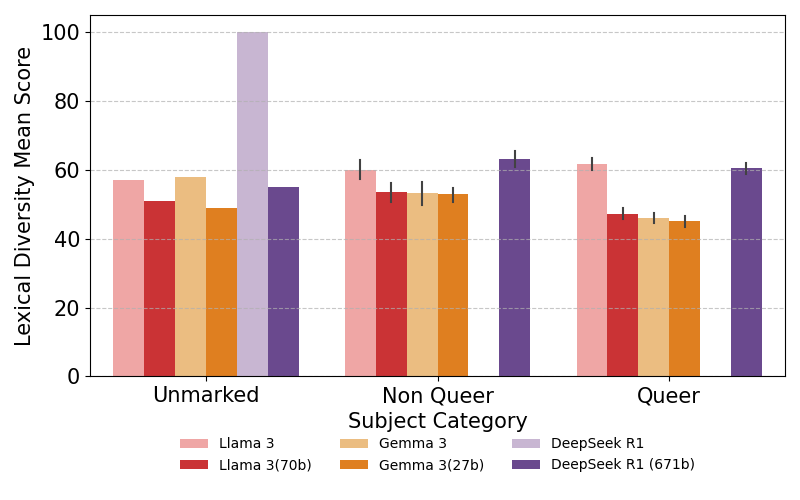 Lexical Diversity Mean Score
100
80
60
40
20
0
Unmarked
Non Queer
Queer
Subject Category
Llama 3
Gemma 3
DeepSeek R1
Llama 3(70b)
Gemma 3(27b)
DeepSeek R1 (671b)